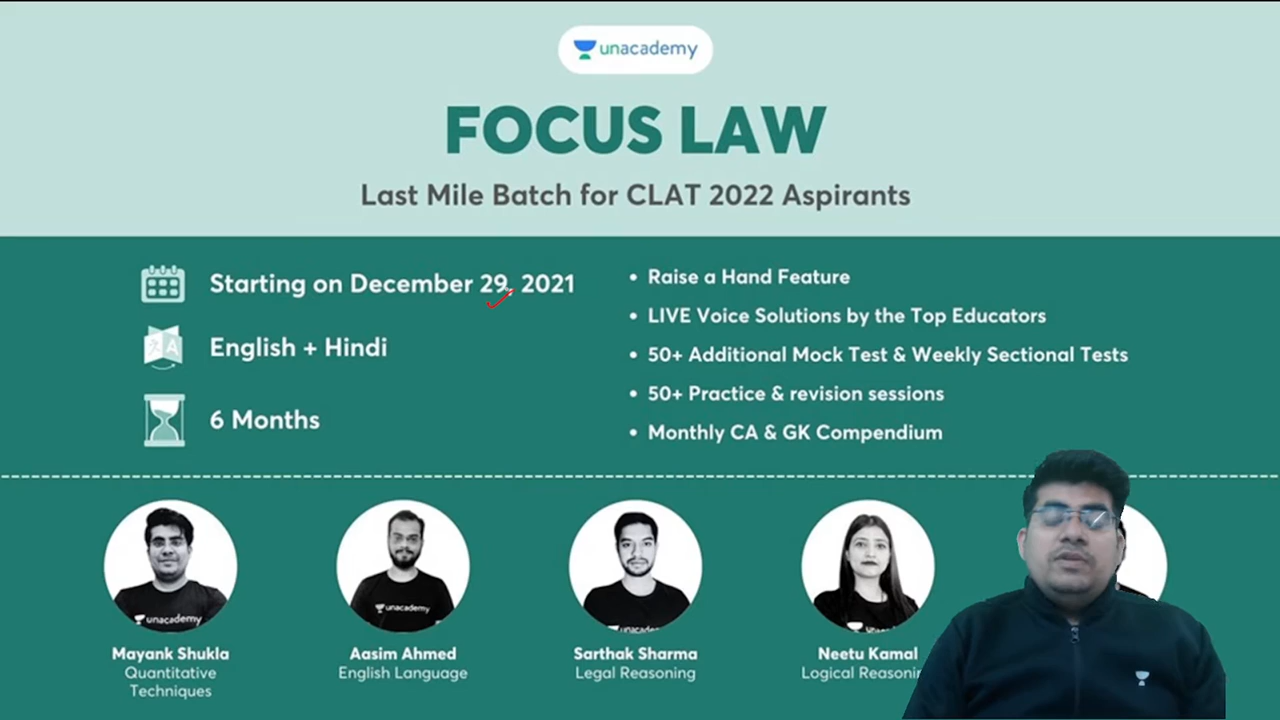 unacademy
FOCUS LAW
Last Mile Batch for CLAT 2022 Aspirants
Starting on December 29, 2021
English + Hindi
6 Months
• Raise a Hand Feature
• LIVE Voice Solutions by the Top Educators
• 50+ Additional Mock Test & Weekly Sectional Tests
• 50+ Practice & revision sessions
• Monthly CA & GK Compendium
unacademy
unacademy
Mayank Shukla
Quantitative
Techniques
Aasim Ahmed
English Language
Sarthak Sharma
Legal Reasoning
Neetu Kamal
Logical